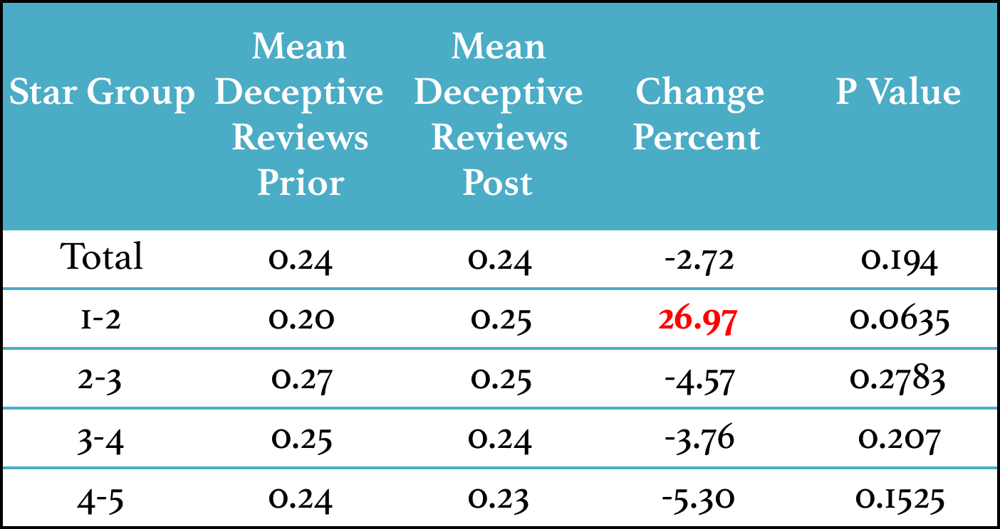 Star Group Mean Deceptive Reviews Prior Mean Deceptive Reviews Post Change Percent P Value
Total 0.24 0.24 -2.72 0.194
1-2 0.20 0.25 26.97 0.0635
2-3 0.27 0.25 -4.57 0.2783
3-4 0.25 0.24 -3.76 0.207
4-5 0.24 0.23 -5.30 0.1525